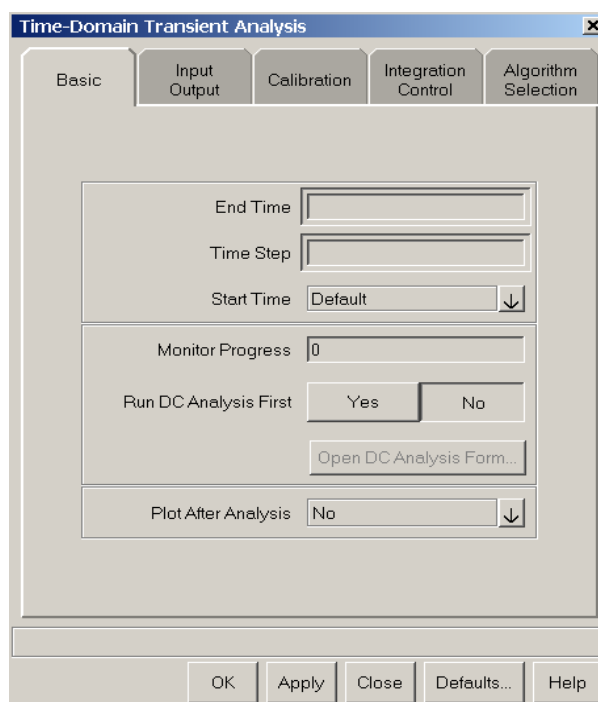 Time-Domain Transient Analysis
Basic
Input
Output
Calibration
Integration
Control
Algorithm
Selection
End Time
Time Step
Start Time Default
Monitor Progress 0
Run DC Analysis First Yes No
Open DC Analysis Form...
Plot After Analysis No
OK Apply Close Defaults... Help